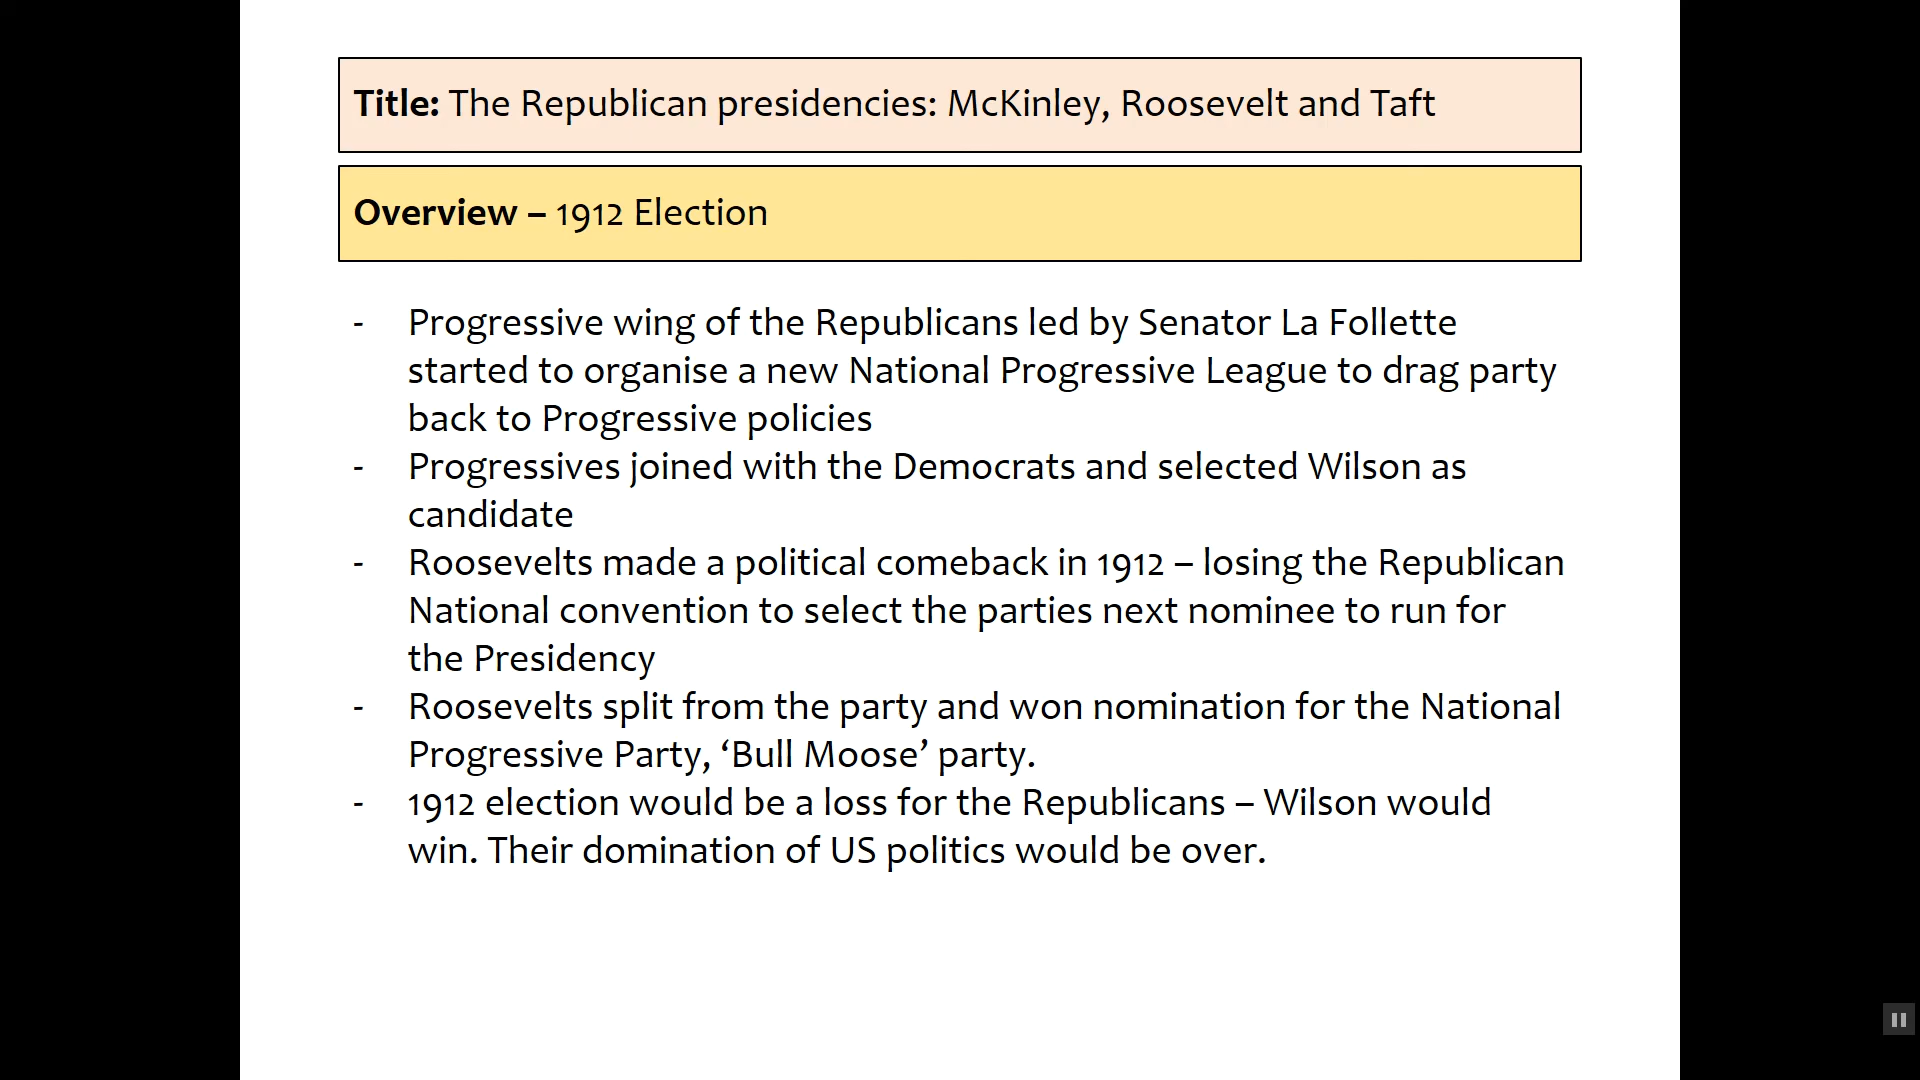 Title: The Republican presidencies: McKinley, Roosevelt and Taft
Overview – 1912 Election
- Progressive wing of the Republicans led by Senator La Follette
started to organise a new National Progressive League to drag party
back to Progressive policies
- Progressives joined with the Democrats and selected Wilson as
candidate
- Roosevelts made a political comeback in 1912 – losing the Republican
National convention to select the parties next nominee to run for
the Presidency
- Roosevelts split from the party and won nomination for the National
Progressive Party, ‘Bull Moose’ party.
- 1912 election would be a loss for the Republicans – Wilson would
win. Their domination of US politics would be over.